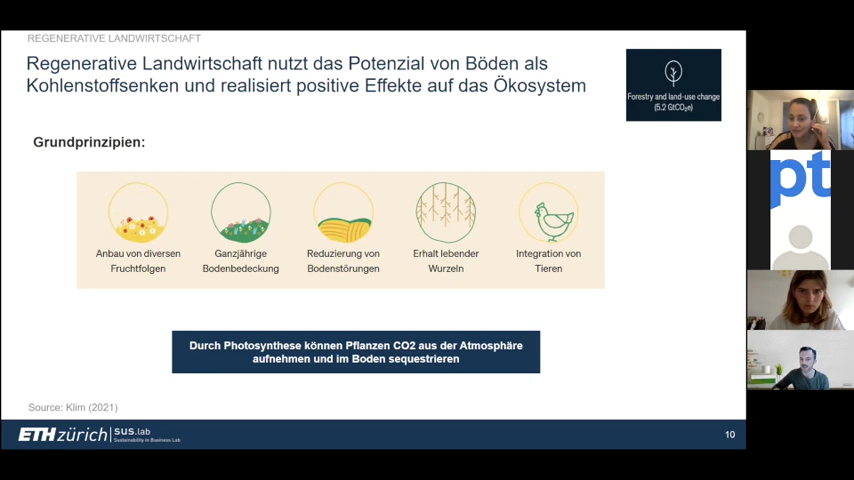 REGENERATIVE LANDWIRTSCHAFT
Regenerative Landwirtschaft nutzt das Potenzial von Böden als
Kohlenstoffsenken und realisiert positive Effekte auf das Ökosystem
Forestry and land-use change
(5.2 GtCO₂e)
Grundprinzipien:
Anbau von diversen
Fruchtfolgen
Ganzjährige
Bodenbedeckung
Reduzierung von
Bodenstörungen
Erhalt lebender
Wurzeln
Integration von
Tieren
Durch Photosynthese können Pflanzen CO2 aus der Atmosphäre
aufnehmen und im Boden sequestrieren
Source: Klim (2021)
ETH zürich
SUS.lab
Sustainability in Business Lab
10
pt